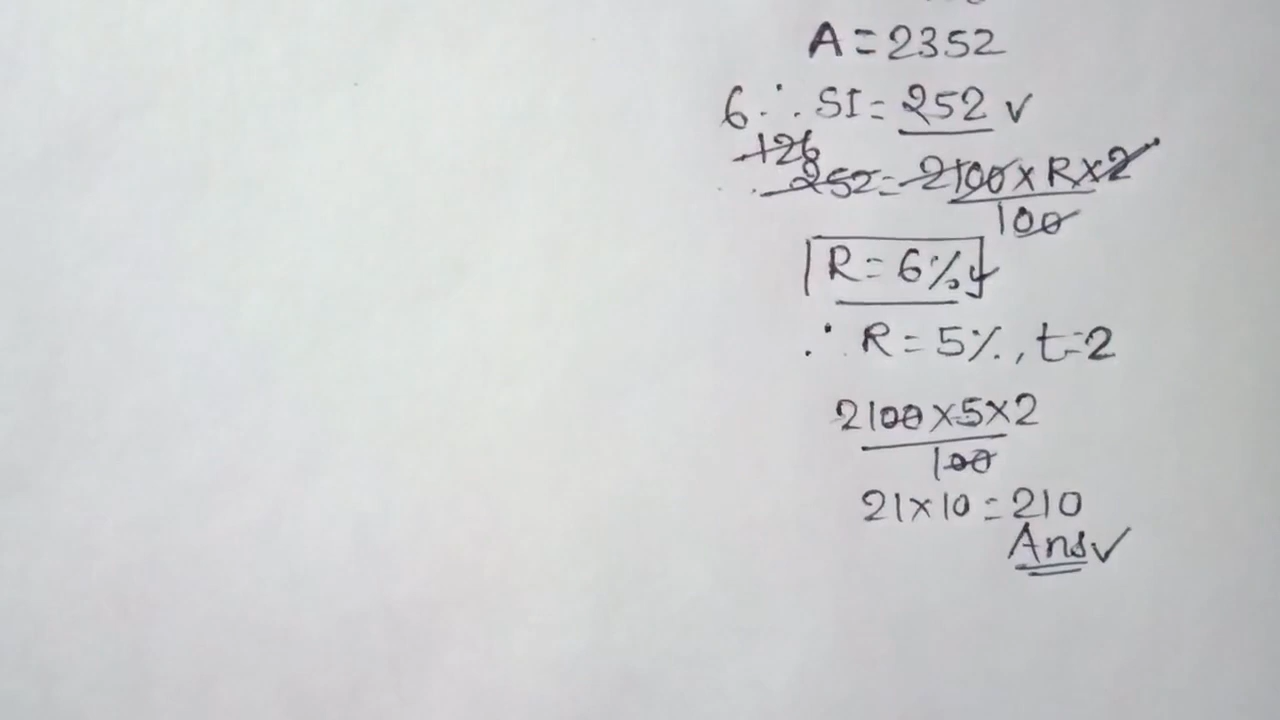 A = 2352
6 ∴ SI = 252 ✓
126
252 = 2100 × R × 2
100
R = 6%
∴ R = 5%, t = 2
2100 × 5 × 2
100
21 × 10 = 210
Ans ✓